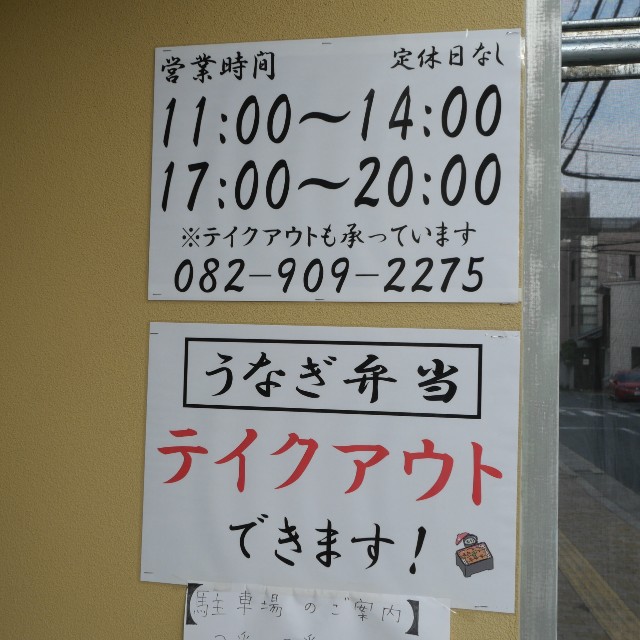 営業時間 定休日なし
11:00〜14:00
17:00〜20:00
※テイクアウトも承っています
082-909-2275
うなぎ弁当
テイクアウト
できます!
【駐車場のご案内】